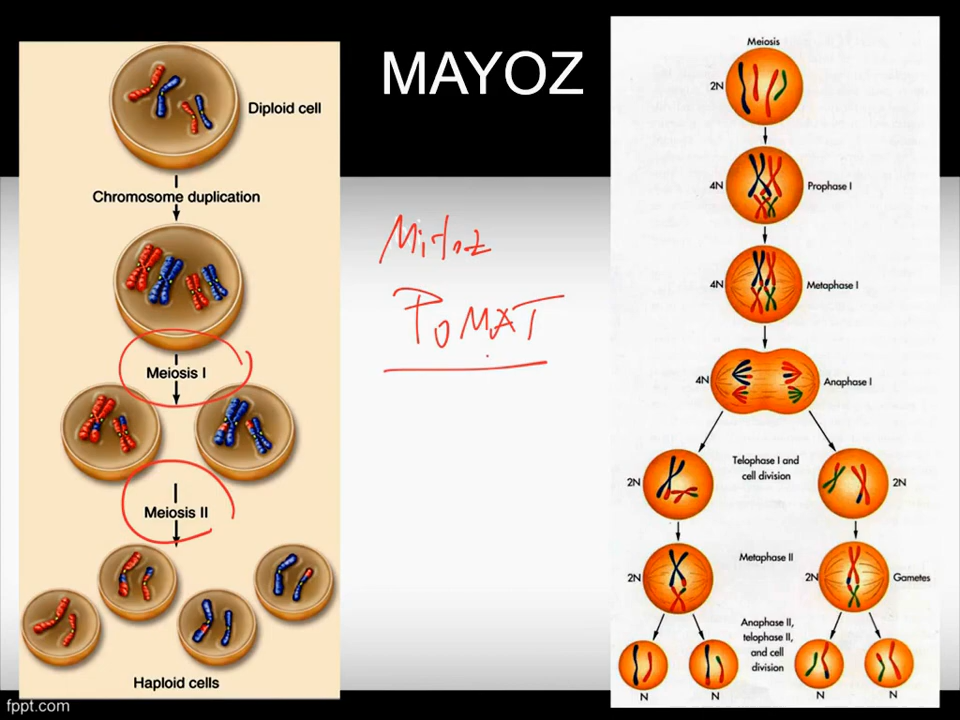 MAYOZ
Diploid cell
Chromosome duplication
Meiosis I
Meiosis II
Haploid cells
Mitoz
POMAT
Meiosis
2N
4N
Prophase I
4N
Metaphase I
4N
Anaphase I
2N
Telophase I and
cell division
2N
2N
Metaphase II
2N
Gametes
Anaphase II,
telophase II,
and cell
division
N
N
N
N
fppt.com